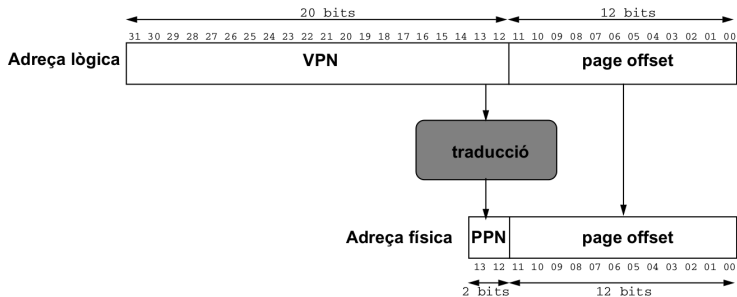 20 bits 12 bits
31 30 29 28 27 26 25 24 23 22 21 20 19 18 17 16 15 14 13 12 11 10 09 08 07 06 05 04 03 02 01 00
Adreça lògica VPN page offset
traducció
Adreça física PPN page offset
13 12 11 10 09 08 07 06 05 04 03 02 01 00
2 bits 12 bits